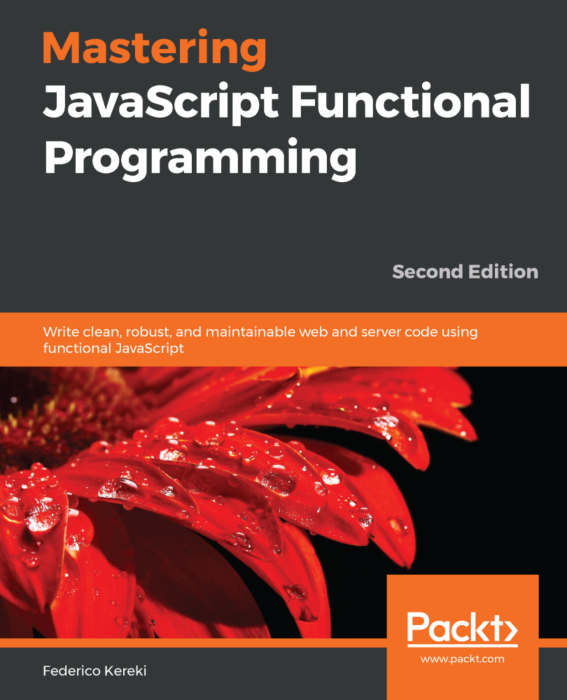 Mastering
JavaScript Functional
Programming
Second Edition
Write clean, robust, and maintainable web and server code using
functional JavaScript
Packt>
www.packt.com
Federico Kereki